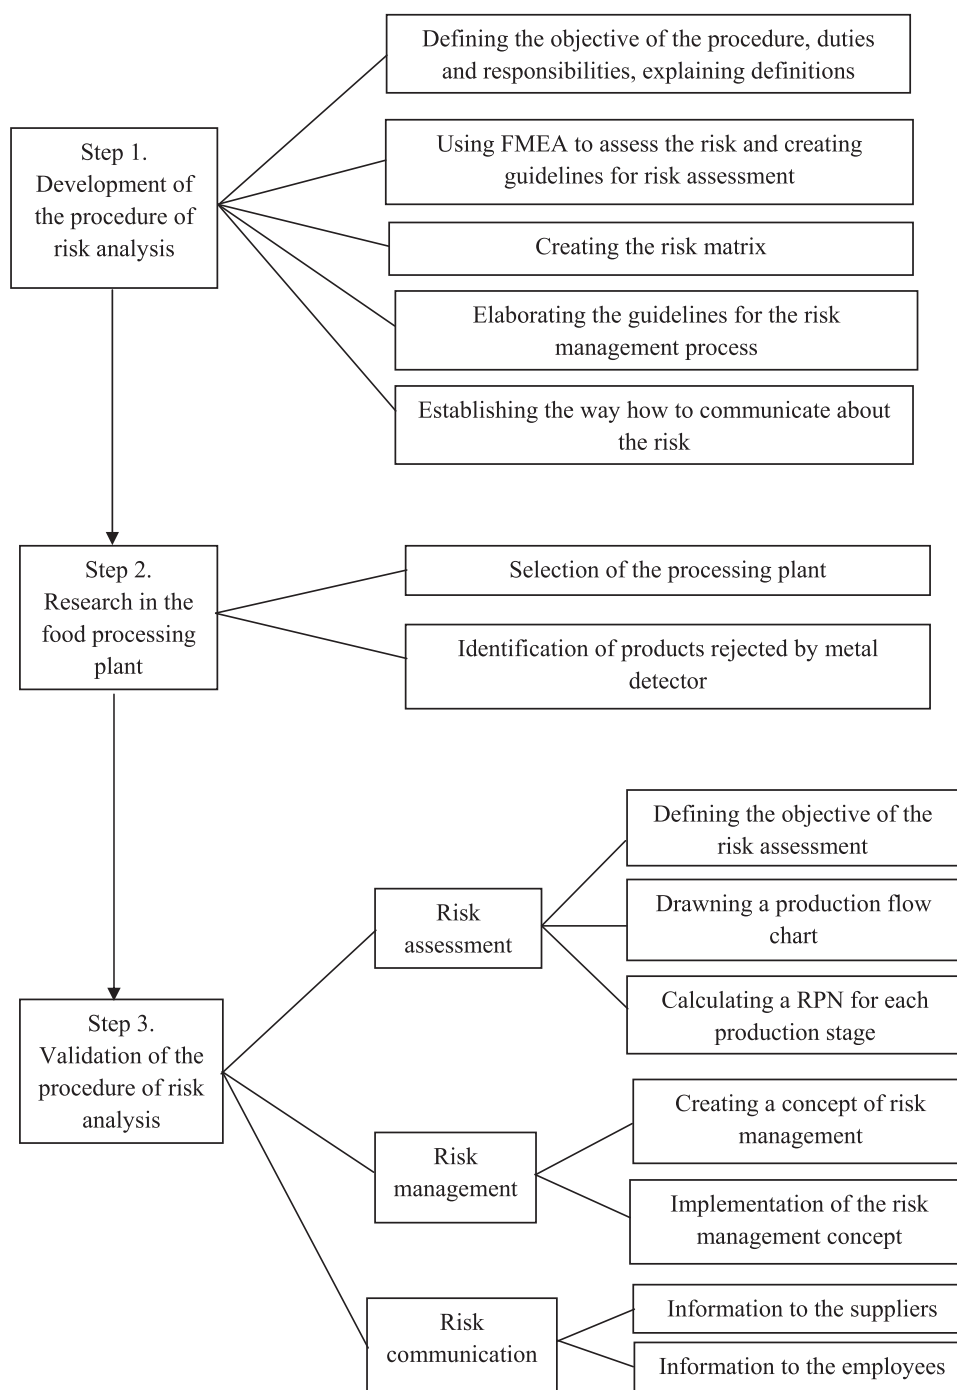 Defining the objective of the procedure, duties
and responsibilities, explaining definitions
Step 1.
Development of
the procedure of
risk analysis
Using FMEA to assess the risk and creating
guidelines for risk assessment
Creating the risk matrix
Elaborating the guidelines for the risk
management process
Establishing the way how to communicate about
the risk
Step 2.
Research in the
food processing
plant
Selection of the processing plant
Identification of products rejected by metal
detector
Step 3.
Validation of the
procedure of risk
analysis
Risk
assessment
Defining the objective of the
risk assessment
Drawning a production flow
chart
Calculating a RPN for each
production stage
Risk
management
Creating a concept of risk
management
Implementation of the risk
management concept
Risk
communication
Information to the suppliers
Information to the employees